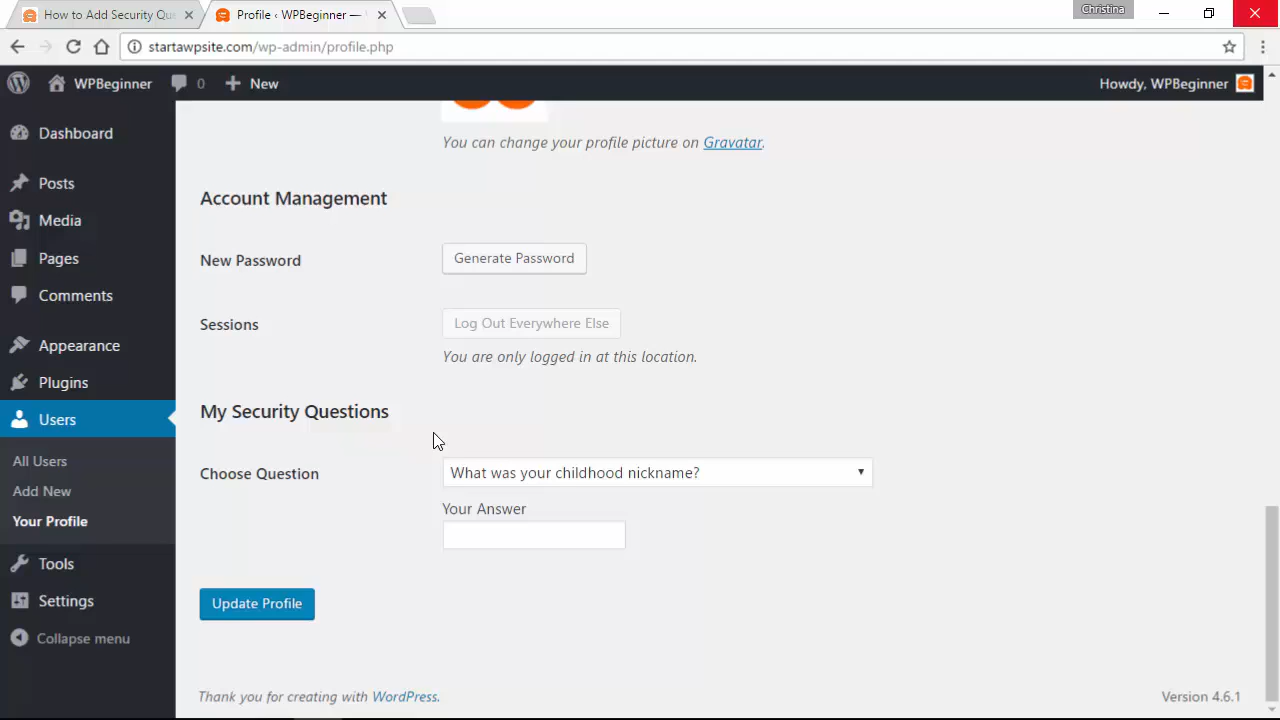 Christina
How to Add Security Qu
Profile ‹ WPBeginner —
startawpsite.com/wp-admin/profile.php
WPBeginner 0 New Howdy, WPBeginner
Dashboard
Posts
Media
Pages
Comments
Appearance
Plugins
Users
All Users
Add New
Your Profile
Tools
Settings
Collapse menu
You can change your profile picture on Gravatar.
Account Management
New Password Generate Password
Sessions Log Out Everywhere Else
You are only logged in at this location.
My Security Questions
Choose Question What was your childhood nickname?
Your Answer
Update Profile
Thank you for creating with WordPress. Version 4.6.1